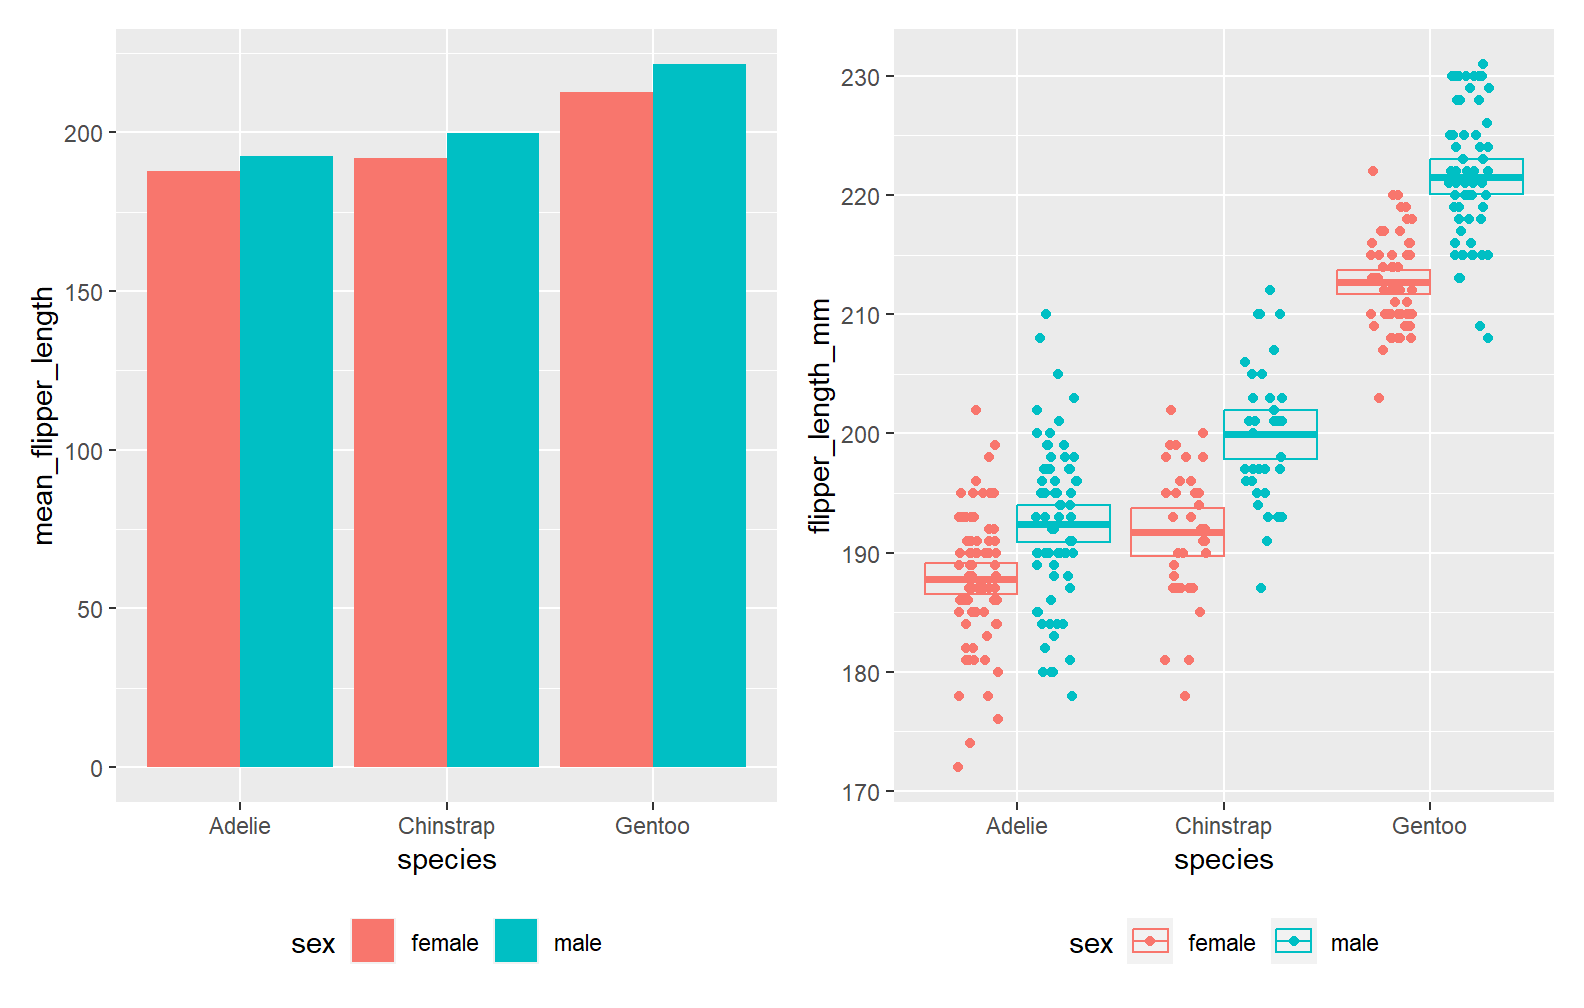 mean_flipper_length
200
150
100
50
0
Adelie Chinstrap Gentoo
species
sex female male
flipper_length_mm
230
220
210
200
190
180
170
Adelie Chinstrap Gentoo
species
sex female male